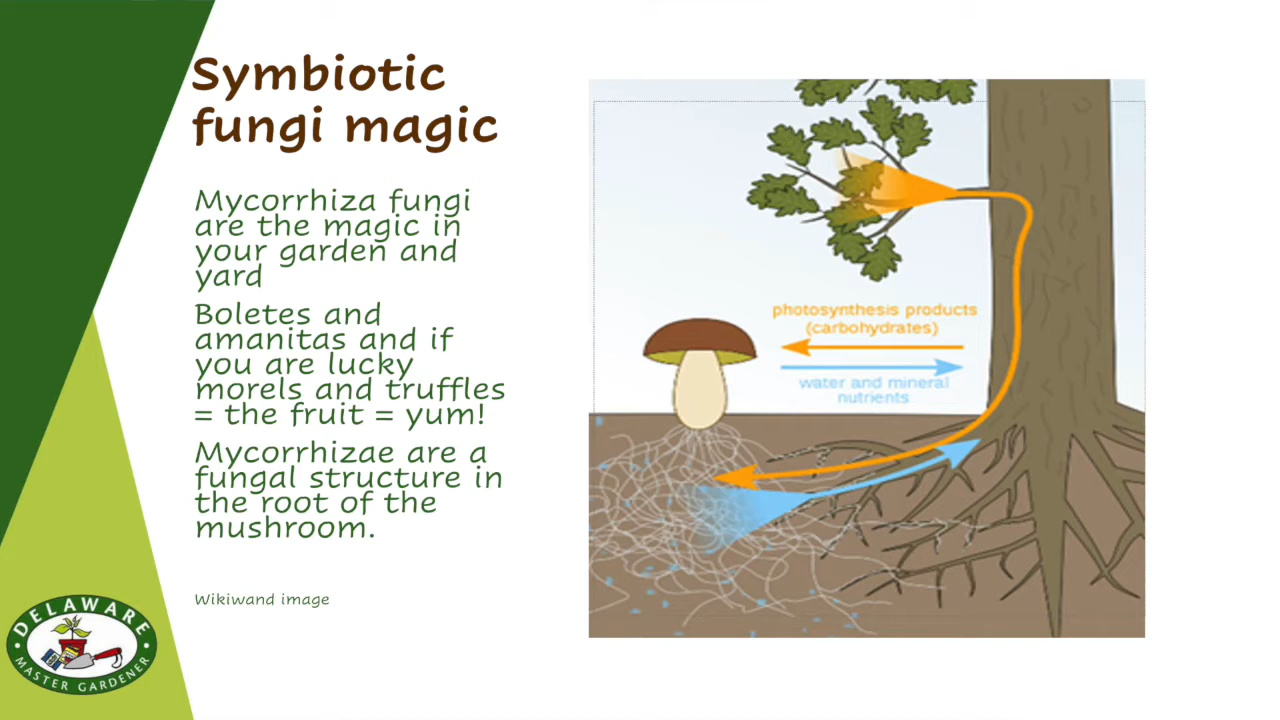 Symbiotic
fungi magic
Mycorrhiza fungi
are the magic in
your garden and
yard
Boletes and
amanitas and if
you are lucky
morels and truffles
= the fruit = yum!
Mycorrhizae are a
fungal structure in
the root of the
mushroom.
Wikiwand image
photosynthesis products
(carbohydrates)
water and mineral
nutrients
DELAWARE
MASTER GARDENER